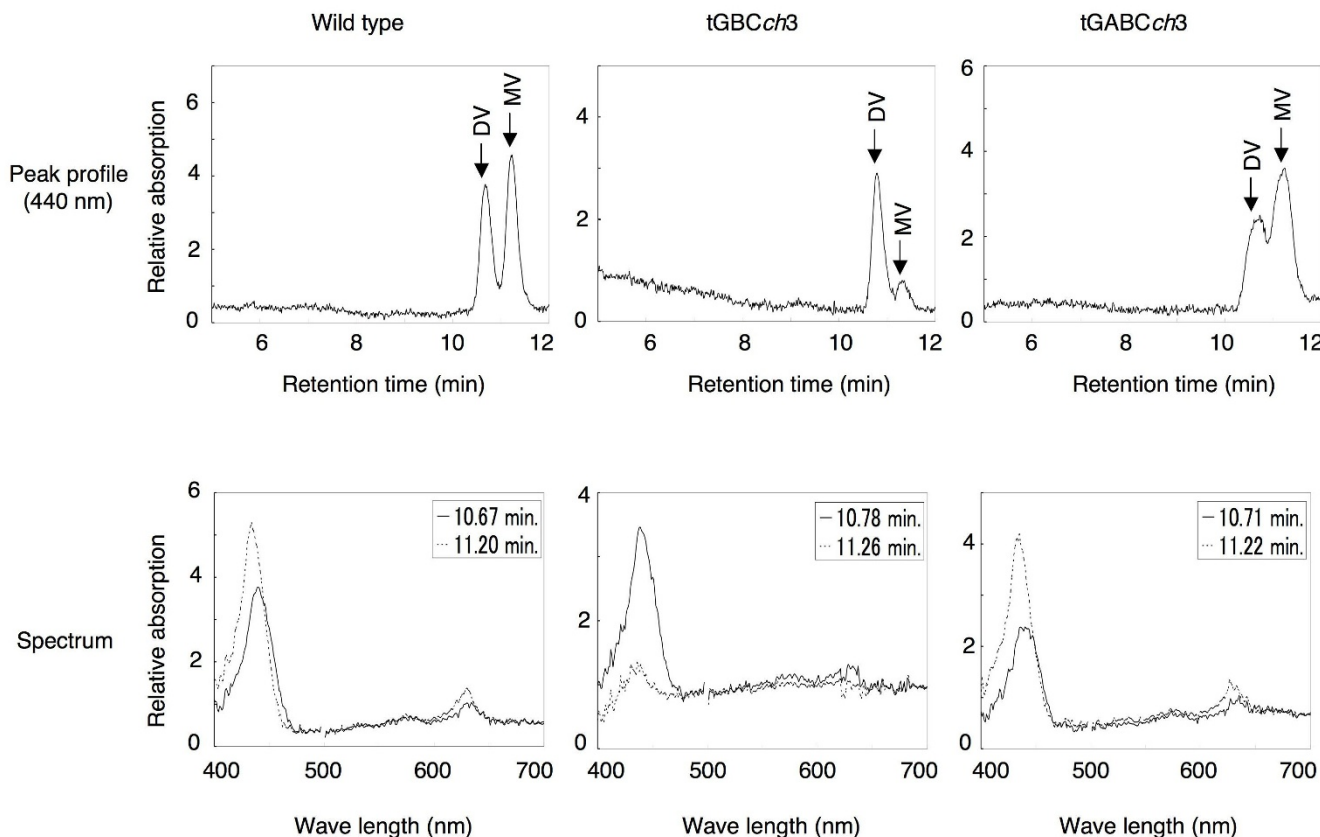 Wild type
tGBCch3
tGABCch3
Peak profile
(440 nm)
Relative absorption
6
4
2
0
DV
MV
6
8
10
12
Retention time (min)
4
2
0
DV
MV
6
8
10
12
Retention time (min)
6
4
2
0
DV
MV
6
8
10
12
Retention time (min)
Spectrum
Relative absorption
6
4
2
0
10.67 min.
11.20 min.
400
500
600
700
Wave length (nm)
4
2
0
10.78 min.
11.26 min.
400
500
600
700
Wave length (nm)
4
2
0
10.71 min.
11.22 min.
400
500
600
700
Wave length (nm)